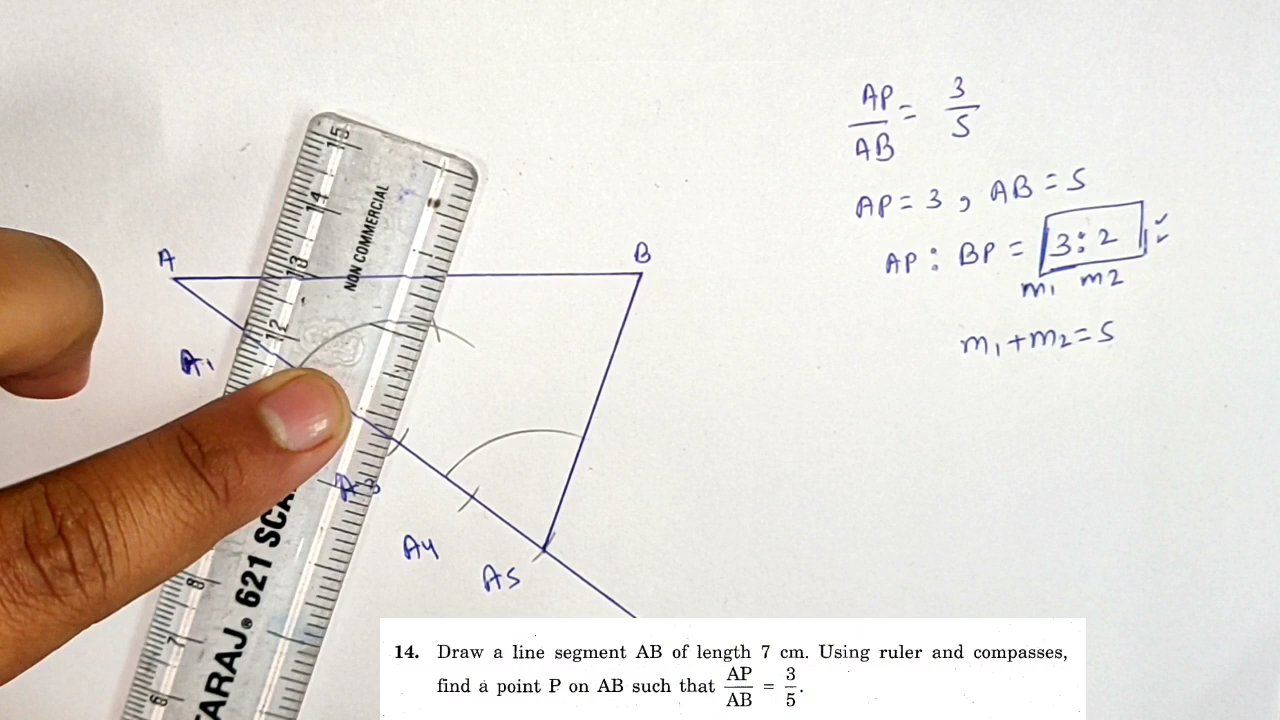 AP/AB = 3/5
AP = 3, AB = 5
AP : BP = 3:2
m1 m2
m1 + m2 = 5
A
B
A1
A3
A4
A5
15
14
13
12
8
7
6
NON COMMERCIAL
TARAJ® 621 SCA
14. Draw a line segment AB of length 7 cm. Using ruler and compasses,
find a point P on AB such that AP/AB = 3/5.